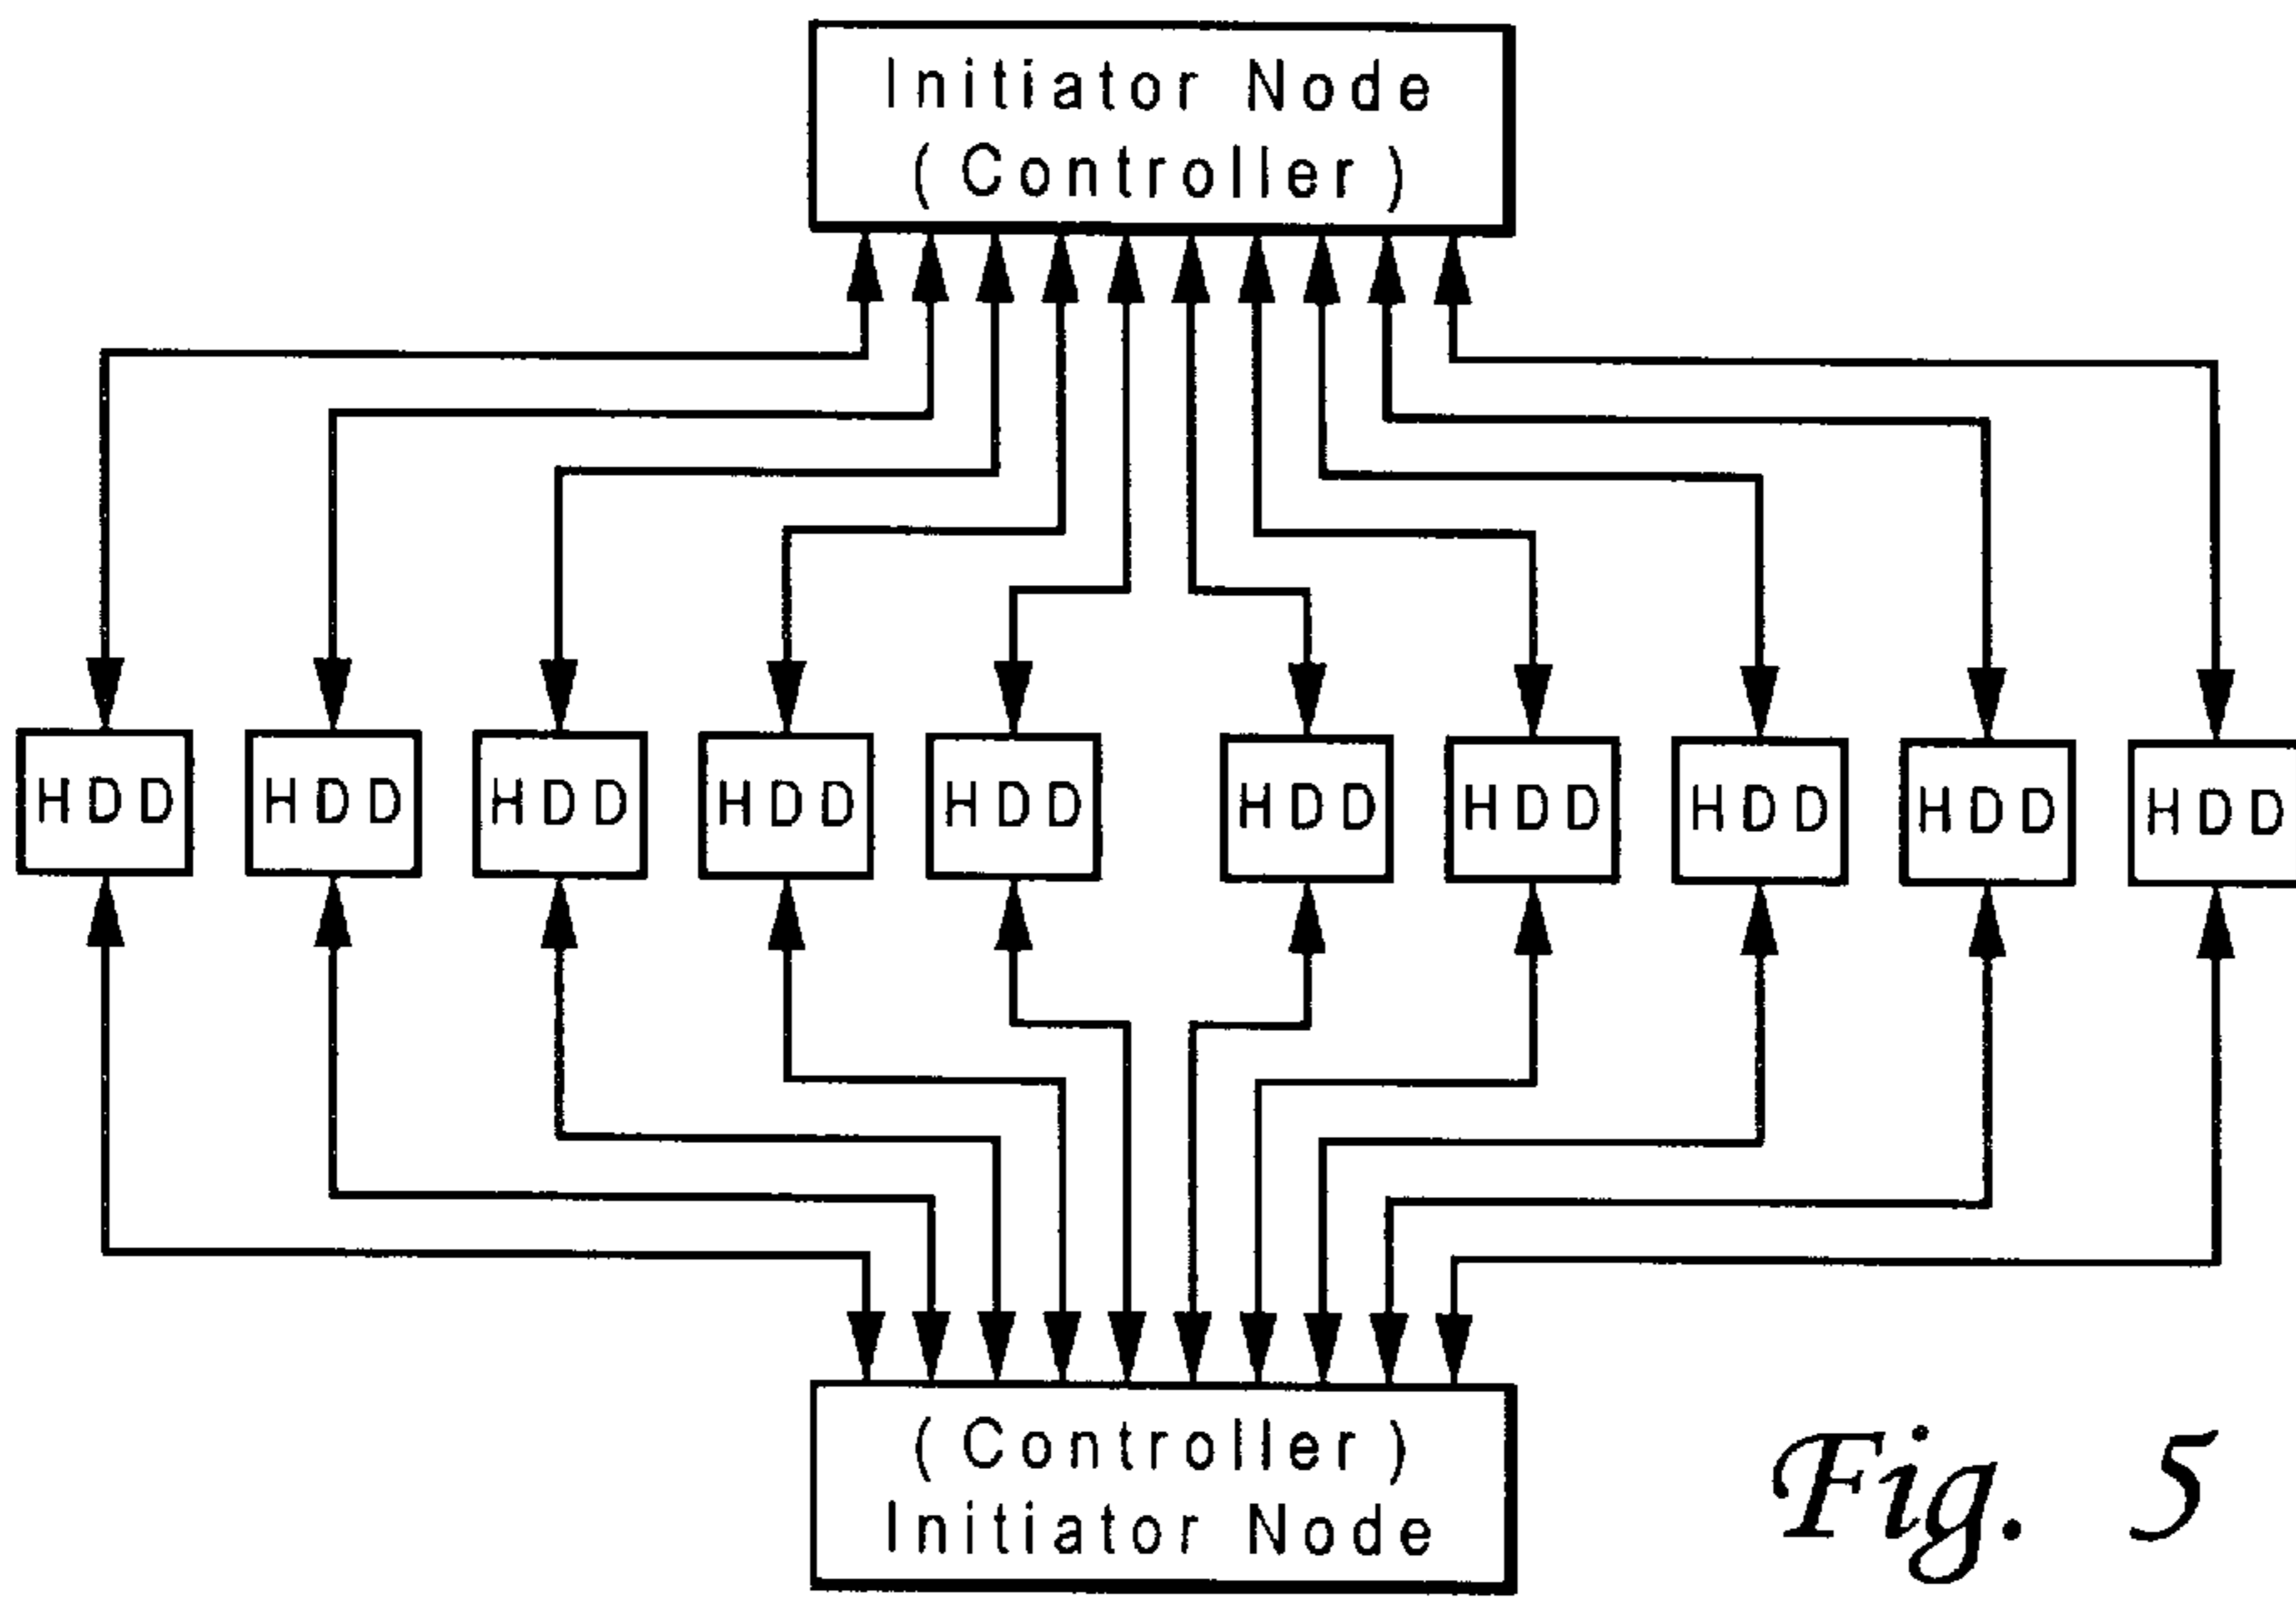 Initiator Node
(Controller)
HDD HDD HDD HDD HDD HDD HDD HDD HDD HDD
(Controller)
Initiator Node
Fig. 5